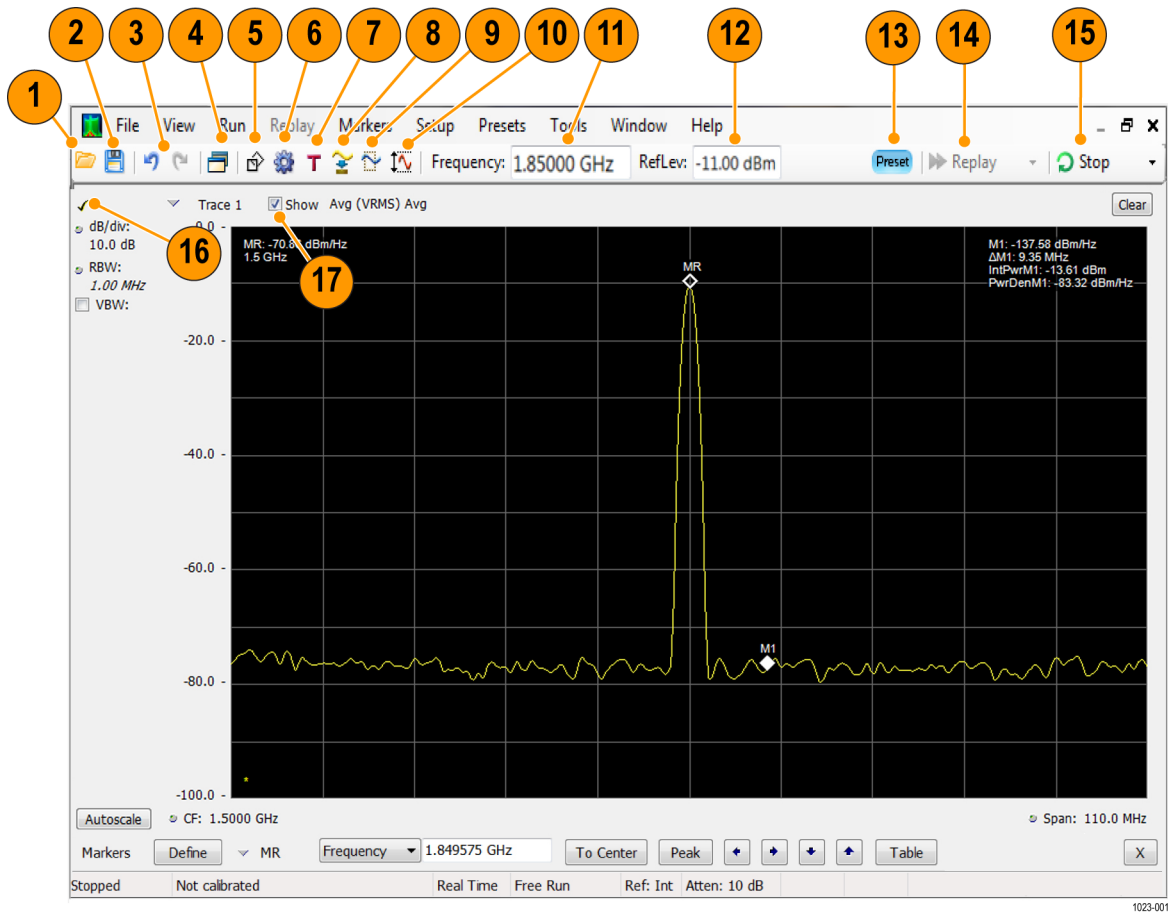 1 2 3 4 5 6 7 8 9 10 11 12 13 14 15
File View Run Replay Markers Setup Presets Tools Window Help
T Frequency: 1.85000 GHz RefLev: -11.00 dBm Preset Replay Stop
Trace 1 Show Avg (VRMS) Avg Clear
16
17
dB/div:
10.0 dB
RBW:
1.00 MHz
VBW:
0.0
-20.0
-40.0
-60.0
-80.0
-100.0
MR: -70.87 dBm/Hz
1.5 GHz
MR
M1: -137.58 dBm/Hz
ΔM1: 9.35 MHz
IntPwrM1: -13.61 dBm
PwrDenM1: -83.32 dBm/Hz
M1
*
Autoscale CF: 1.5000 GHz Span: 110.0 MHz
Markers Define MR Frequency 1.849575 GHz To Center Peak Table X
Stopped Not calibrated Real Time Free Run Ref: Int Atten: 10 dB
1023-001